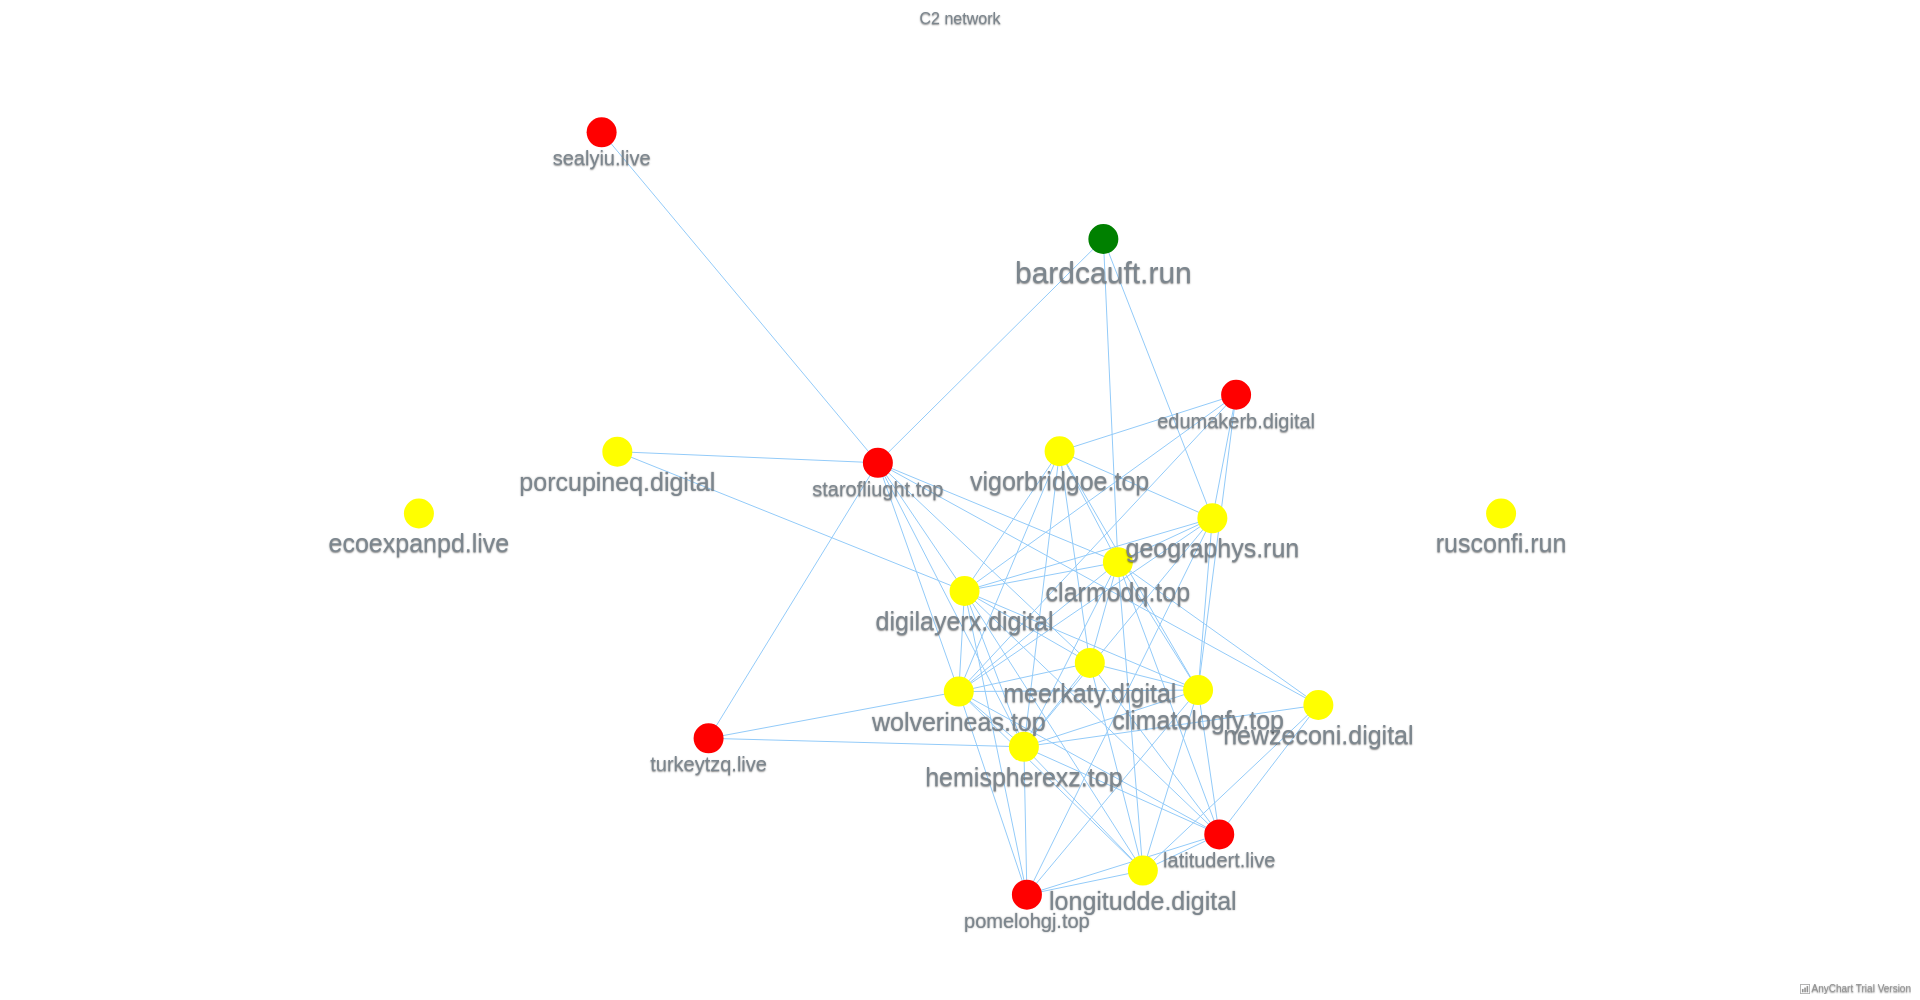 C2 network
sealyiu.live
bardcauft.run
edumakerb.digital
porcupineq.digital
starofliught.top
vigorbridgoe.top
ecoexpanpd.live
geographys.run
rusconfi.run
clarmodq.top
digilayerx.digital
meerkaty.digital
wolverineas.top
climatologfy.top
newzeconi.digital
turkeytzq.live
hemispherexz.top
latitudert.live
longitudde.digital
pomelohgj.top
AnyChart Trial Version